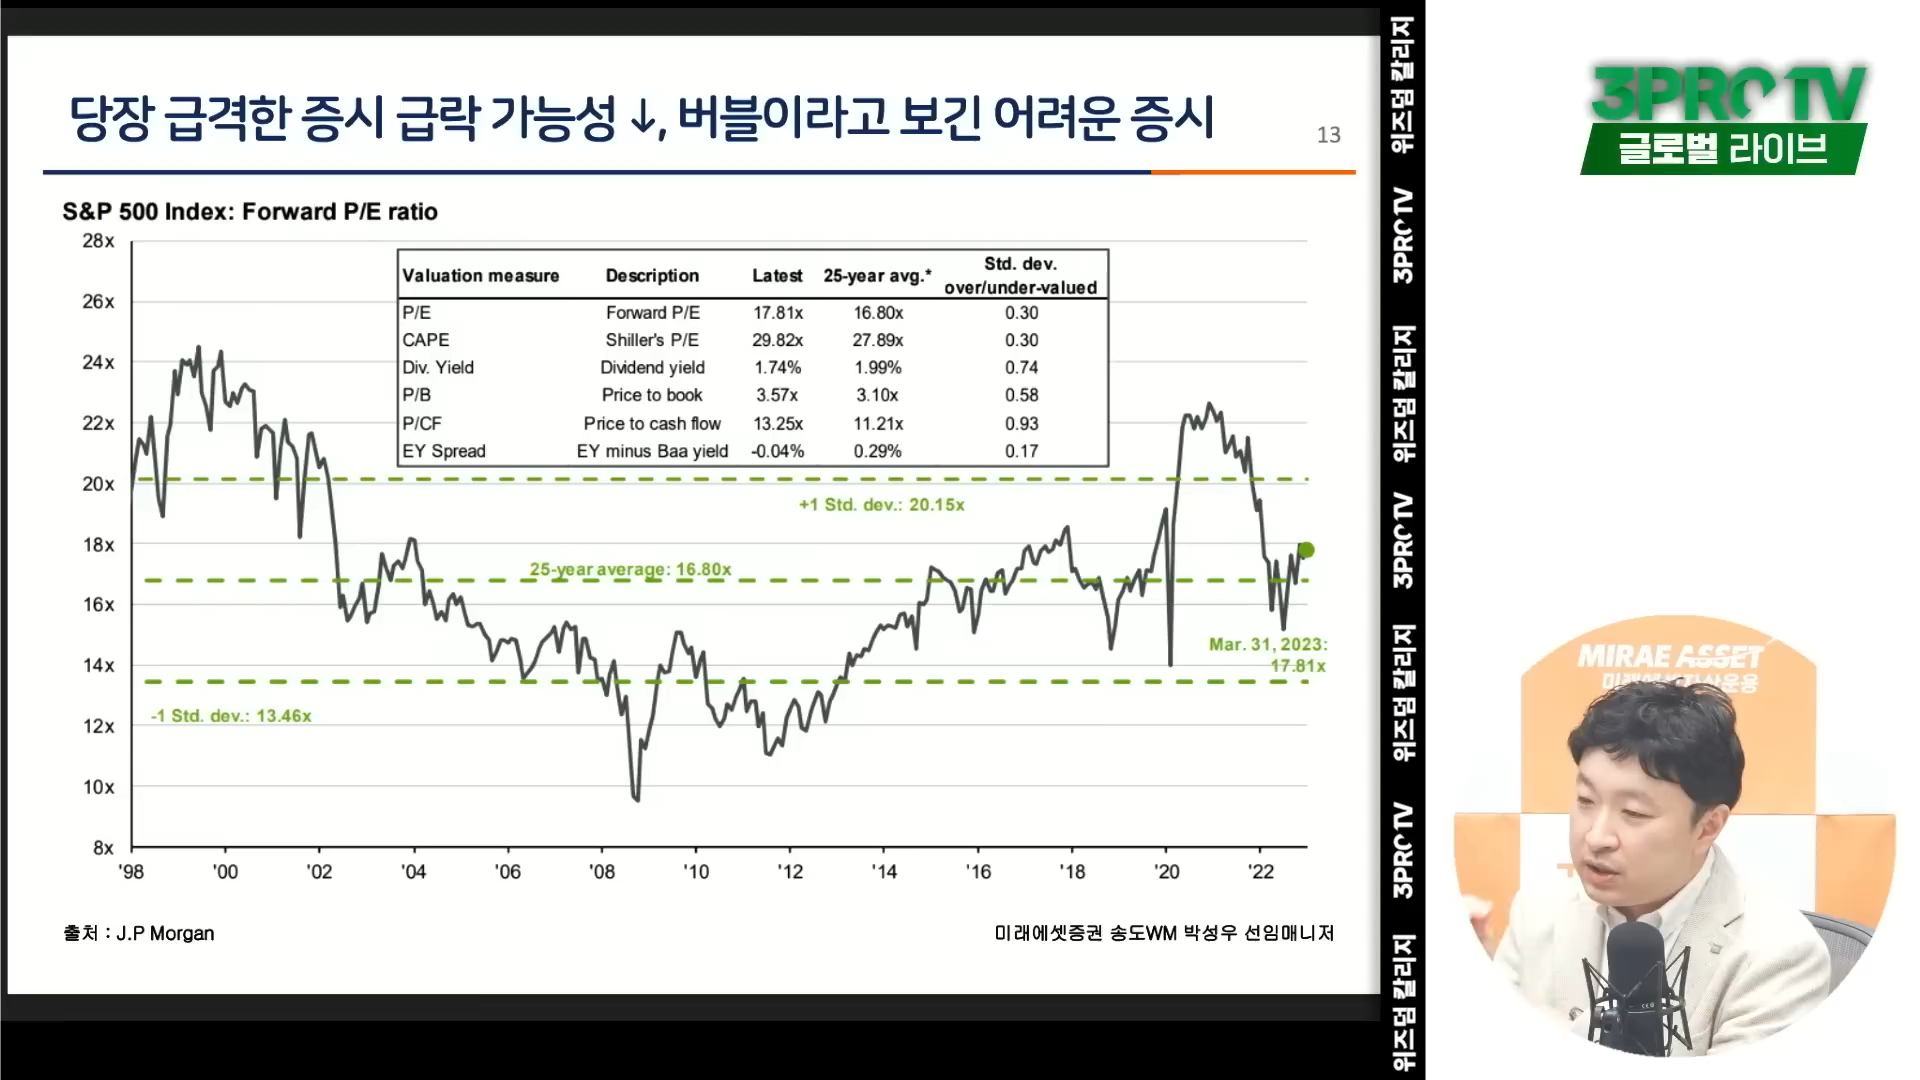 당장 급격한 증시 급락 가능성↓, 버블이라고 보긴 어려운 증시
13
S&P 500 Index: Forward P/E ratio
28x
26x
24x
22x
20x
18x
16x
14x
12x
10x
8x
Valuation measure Description Latest 25-year avg.* Std. dev. over/under-valued
P/E Forward P/E 17.81x 16.80x 0.30
CAPE Shiller's P/E 29.82x 27.89x 0.30
Div. Yield Dividend yield 1.74% 1.99% 0.74
P/B Price to book 3.57x 3.10x 0.58
P/CF Price to cash flow 13.25x 11.21x 0.93
EY Spread EY minus Baa yield -0.04% 0.29% 0.17
+1 Std. dev.: 20.15x
25-year average: 16.80x
Mar. 31, 2023:
17.81x
-1 Std. dev.: 13.46x
'98 '00 '02 '04 '06 '08 '10 '12 '14 '16 '18 '20 '22
출처 : J.P Morgan
미래에셋증권 송도WM 박성우 선임매니저
위즈덤 칼리지
3PROTV
위즈덤 칼리지
3PROTV
위즈덤 칼리지
3PROTV
위즈덤 칼리지
3PROTV
글로벌 라이브
MIRAE ASSET